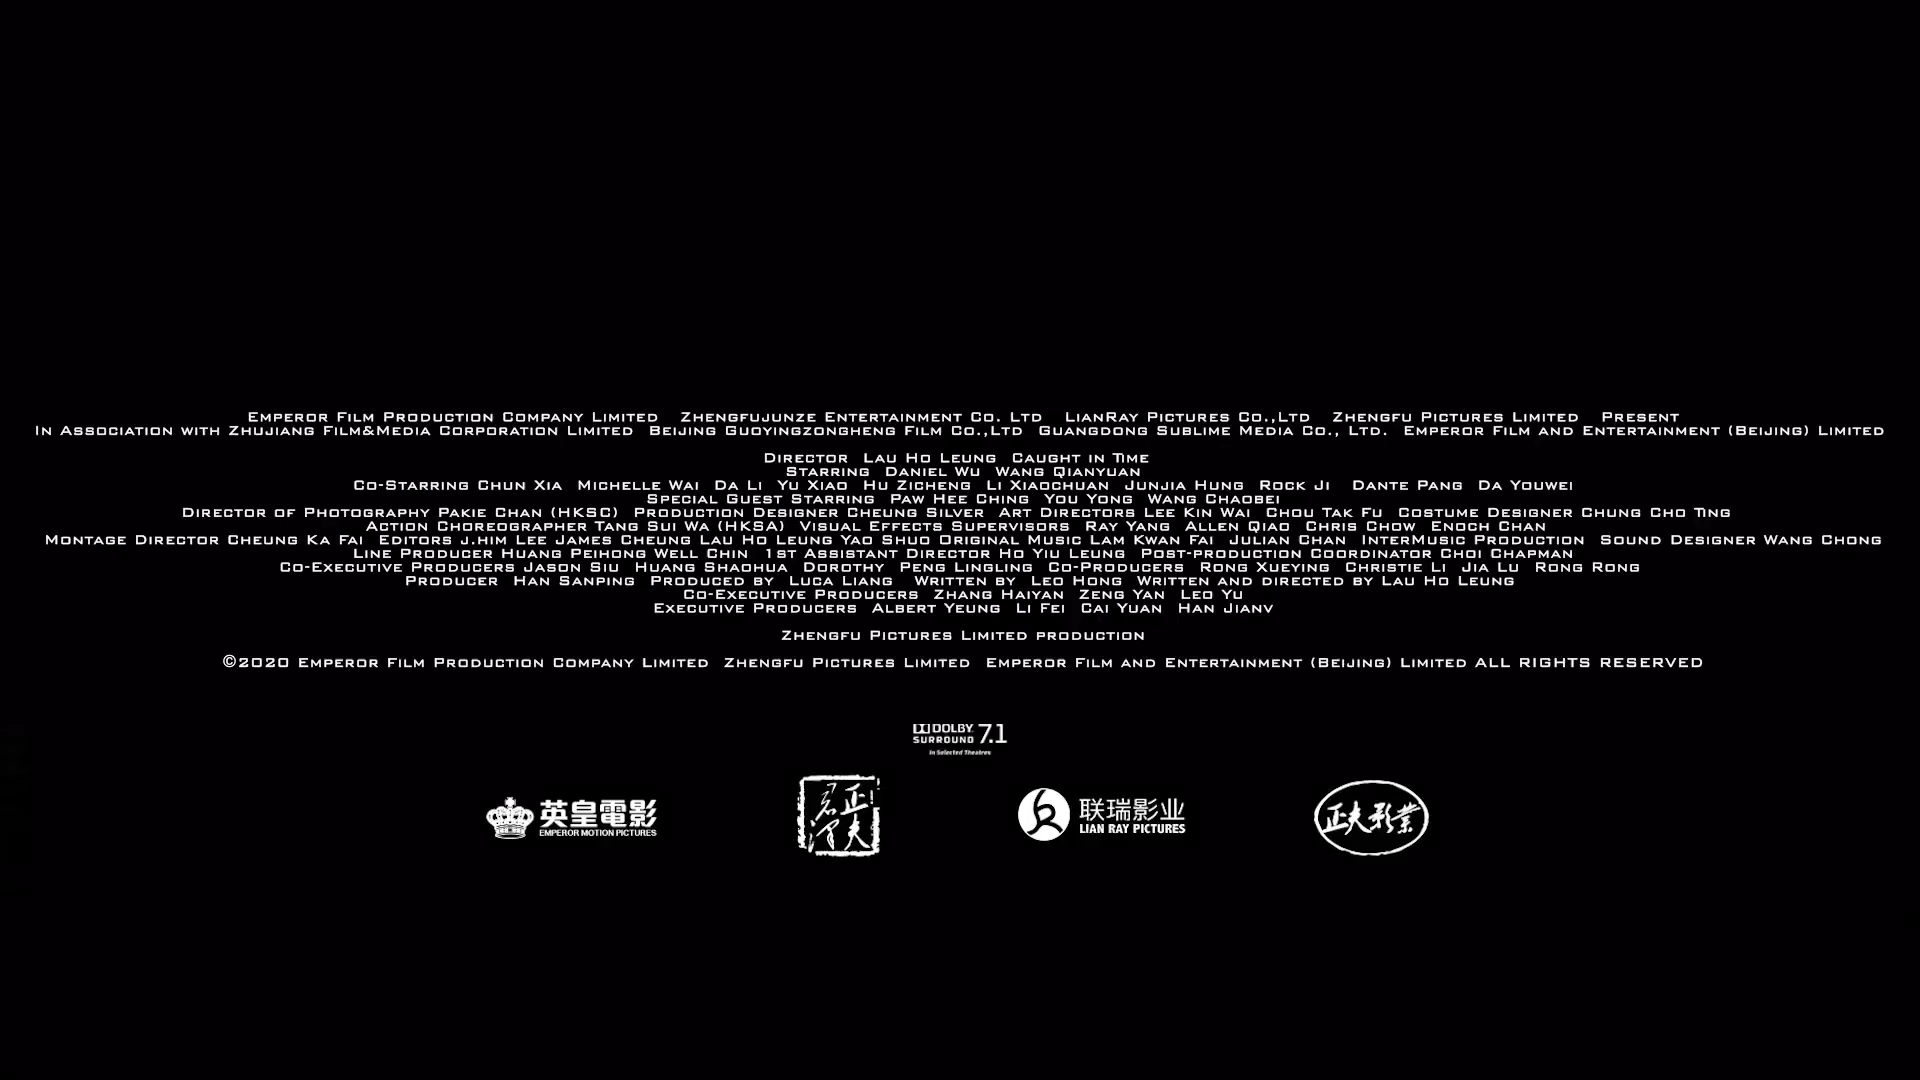 Emperor Film Production Company Limited Zhengfujunze Entertainment Co. Ltd LianRay Pictures Co.,Ltd Zhengfu Pictures Limited Present
In Association with Zhujiang Film&Media Corporation Limited Beijing Guoyingzongheng Film Co.,Ltd Guangdong Sublime Media Co., Ltd. Emperor Film and Entertainment (Beijing) Limited
Director Lau Ho Leung Caught in Time
Starring Daniel Wu Wang Qianyuan
Co-Starring Chun Xia Michelle Wai Da Li Yu Xiao Hu Zicheng Li Xiaochuan Junjia Hung Rock Ji Dante Pang Da Youwei
Special Guest Starring Paw Hee Ching You Yong Wang Chaobei
Director of Photography Pakie Chan (HKSC) Production Designer Cheung Silver Art Directors Lee Kin Wai Chou Tak Fu Costume Designer Chung Cho Ting
Action Choreographer Tang Sui Wa (HKSA) Visual Effects Supervisors Ray Yang Allen Qiao Chris Chow Enoch Chan
Montage Director Cheung Ka Fai Editors J.Him Lee James Cheung Lau Ho Leung Yao Shuo Original Music Lam Kwan Fai Julian Chan InterMusic Production Sound Designer Wang Chong
Line Producer Huang Peihong Well Chin 1st Assistant Director Ho Yiu Leung Post-production Coordinator Choi Chapman
Co-Executive Producers Jason Siu Huang Shaohua Dorothy Peng Lingling Co-Producers Rong Xueying Christie Li Jia Lu Rong Rong
Producer Han Sanping Produced by Luca Liang Written by Leo Hong Written and directed by Lau Ho Leung
Co-Executive Producers Zhang Haiyan Zeng Yan Leo Yu
Executive Producers Albert Yeung Li Fei Cai Yuan Han Jianv
Zhengfu Pictures Limited production
©2020 Emperor Film Production Company Limited Zhengfu Pictures Limited Emperor Film and Entertainment (Beijing) Limited ALL RIGHTS RESERVED
DOLBY
SURROUND 7.1
In Selected Theatres
英皇電影
EMPEROR MOTION PICTURES
正夫
君澤
联瑞影业
LIAN RAY PICTURES
正夫影業